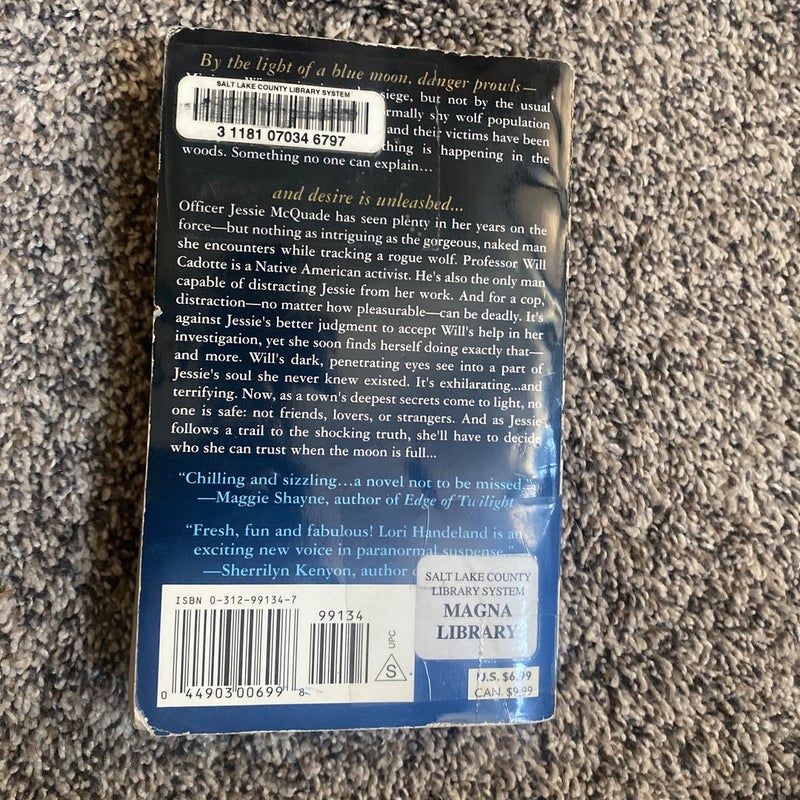 By the light of a blue moon, danger prowls—
SALT LAKE COUNTY LIBRARY SYSTEM
3 1181 07034 6797
siege, but not by the usual
shy wolf population
and their victims have been
is happening in the
woods. Something no one can explain…
and desire is unleashed...
Officer Jessie McQuade has seen plenty in her years on the
force—but nothing as intriguing as the gorgeous, naked man
she encounters while tracking a rogue wolf. Professor Will
Cadotte is a Native American activist. He's also the only man
capable of distracting Jessie from her work. And for a cop,
distraction—no matter how pleasurable—can be deadly. It's
against Jessie's better judgment to accept Will's help in her
investigation, yet she soon finds herself doing exactly that—
and more. Will's dark, penetrating eyes see into a part of
Jessie's soul she never knew existed. It's exhilarating...and
terrifying. Now, as a town's deepest secrets come to light, no
one is safe: not friends, lovers, or strangers. And as Jessie
follows a trail to the shocking truth, she'll have to decide
who she can trust when the moon is full...
“Chilling and sizzling…a novel not to be missed.”
—Maggie Shayne, author of Edge of Twilight
“Fresh, fun and fabulous! Lori Handeland is an
exciting new voice in paranormal suspense.”
—Sherrilyn Kenyon, author
SALT LAKE COUNTY
LIBRARY SYSTEM
MAGNA
LIBRARY
ISBN 0-312-99134-7
99134
UPC
S
0 44903 00699 8
U.S. $6.99
CAN. $9.99